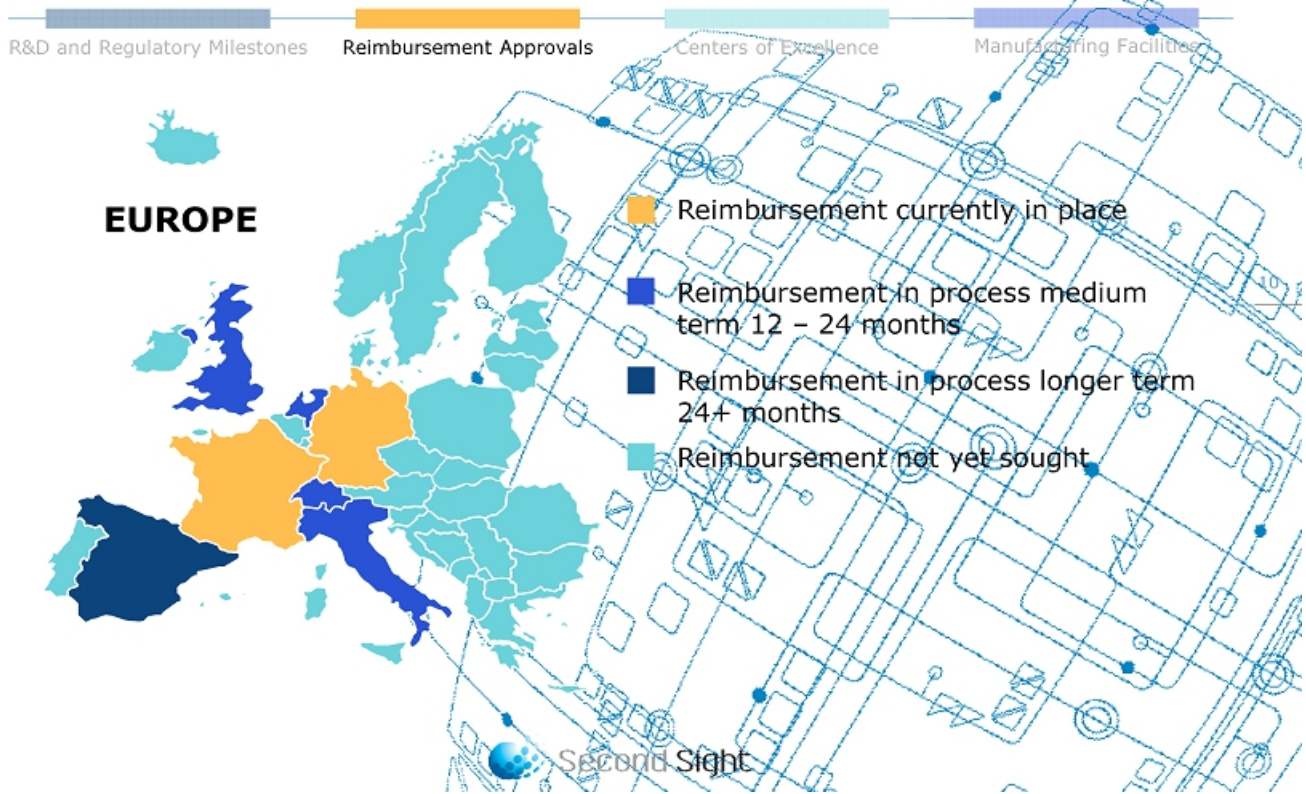 R&D and Regulatory Milestones
Reimbursement Approvals
Centers of Excellence
Manufacturing Facilities
EUROPE
Reimbursement currently in place
Reimbursement in process medium
term 12 – 24 months
10
Reimbursement in process longer term
24+ months
Reimbursement not yet sought
Second Sight